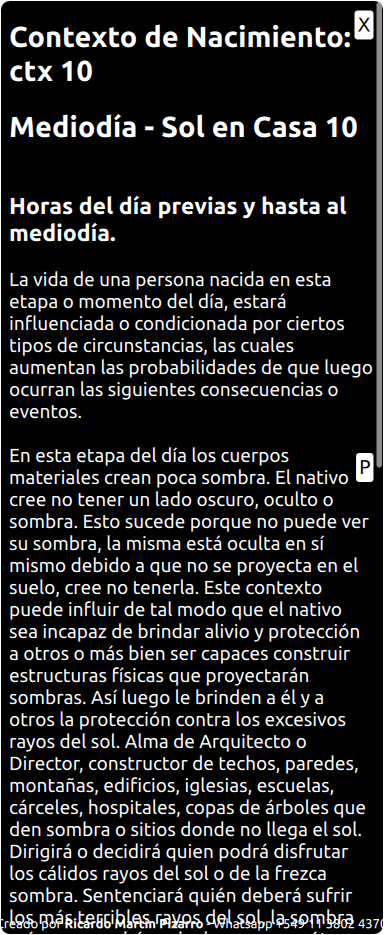 X
Contexto de Nacimiento:
ctx 10
Mediodía - Sol en Casa 10
Horas del día previas y hasta al
mediodía.
La vida de una persona nacida en esta
etapa o momento del día, estará
influenciada o condicionada por ciertos
tipos de circunstancias, las cuales
aumentan las probabilidades de que luego
ocurran las siguientes consecuencias o
eventos.
En esta etapa del día los cuerpos
P
materiales crean poca sombra. El nativo
cree no tener un lado oscuro, oculto o
sombra. Esto sucede porque no puede ver
su sombra, la misma está oculta en sí
mismo debido a que no se proyecta en el
suelo, cree no tenerla. Este contexto
puede influir de tal modo que el nativo
sea incapaz de brindar alivio y protección
a otros o más bien ser capaces construir
estructuras físicas que proyectarán
sombras. Así luego le brinden a él y a
otros la protección contra los excesivos
rayos del sol. Alma de Arquitecto o
Director, constructor de techos, paredes,
montañas, edificios, iglesias, escuelas,
cárceles, hospitales, copas de árboles que
den sombra o sitios donde no llega el sol.
Dirigirá o decidirá quien podrá disfrutar
los cálidos rayos del sol o de la frezca
sombra. Sentenciará quién deberá sufrir
los más terribles rayos del sol, la sombra
reado por Ricardo Martin Pizarro - Whatsapp 1549 11 3802 4370